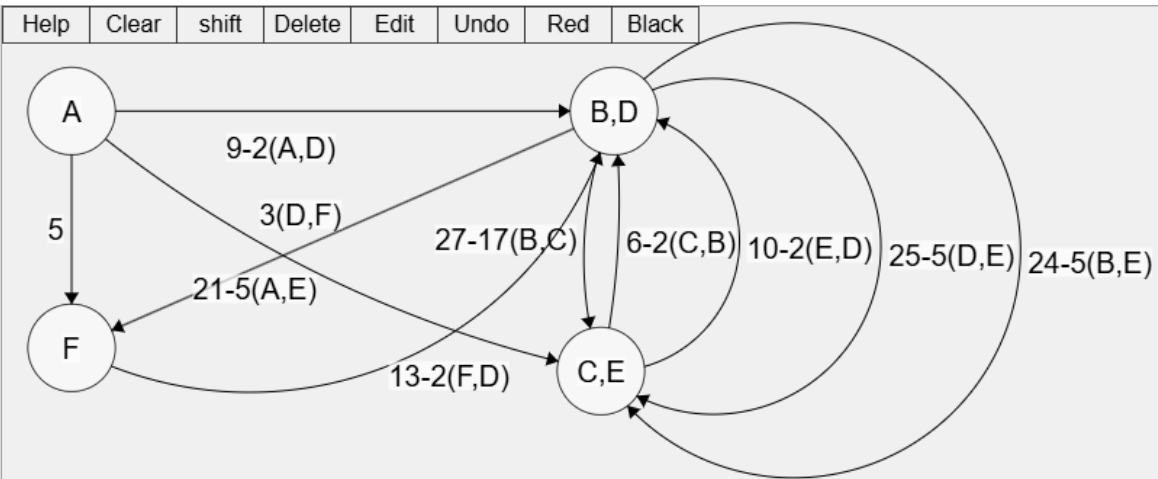 Help Clear shift Delete Edit Undo Red Black
A B,D
9-2(A,D)
5 3(D,F) 27-17(B,C) 6-2(C,B) 10-2(E,D) 25-5(D,E) 24-5(B,E)
21-5(A,E)
F C,E
13-2(F,D)